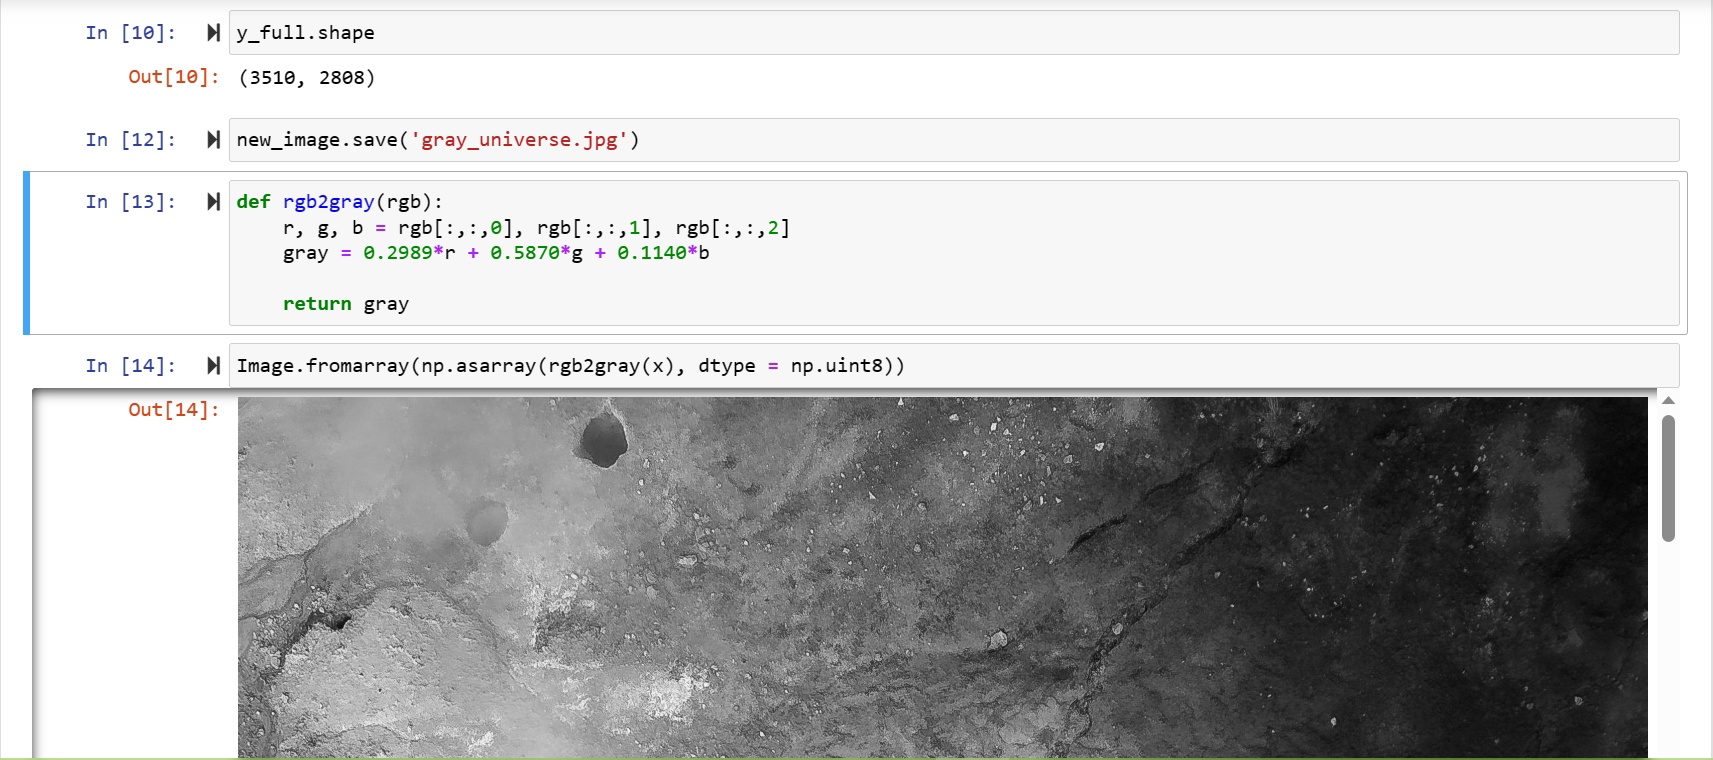 In [10]: y_full.shape
Out[10]: (3510, 2808)
In [12]: new_image.save('gray_universe.jpg')
In [13]: def rgb2gray(rgb):
    r, g, b = rgb[:,:,0], rgb[:,:,1], rgb[:,:,2]
    gray = 0.2989*r + 0.5870*g + 0.1140*b
    return gray
In [14]: Image.fromarray(np.asarray(rgb2gray(x), dtype = np.uint8))
Out[14]: